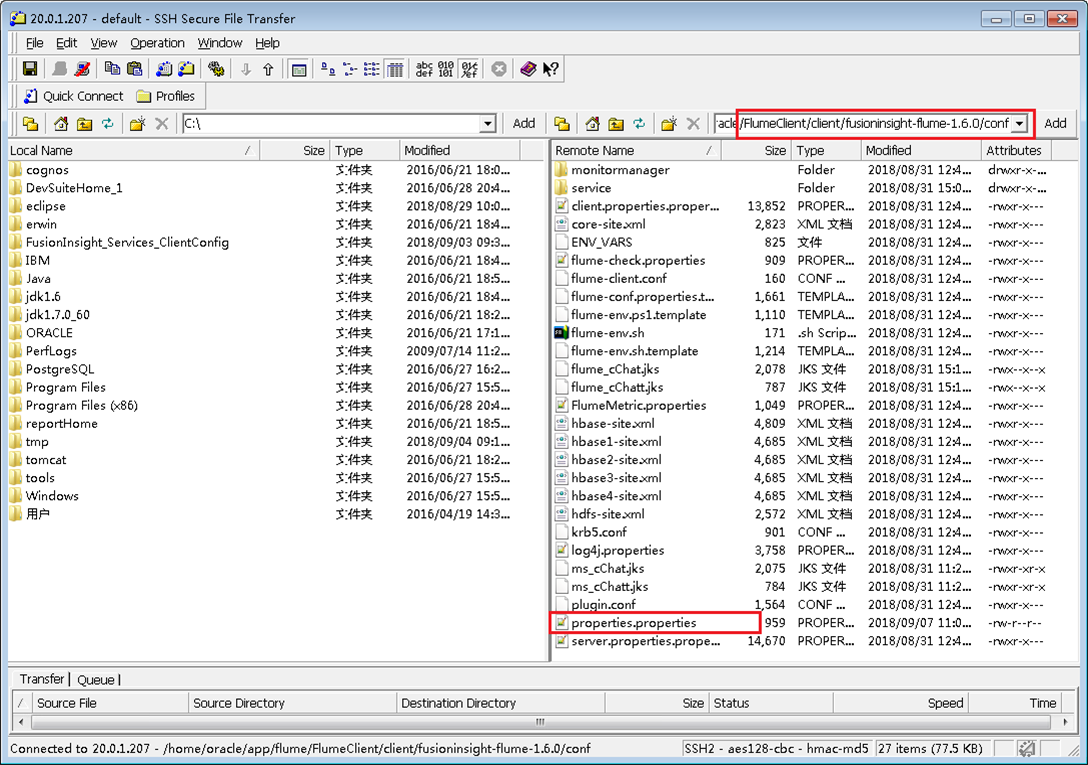 20.0.1.207 - default - SSH Secure File Transfer
File Edit View Operation Window Help
Quick Connect Profiles
C:\ Add /FlumeClient/client/fusioninsight-flume-1.6.0/conf Add
Local Name / Size Type Modified
cognos 文件夹 2016/06/21 18:0...
DevSuiteHome_1 文件夹 2016/06/28 20:4...
eclipse 文件夹 2018/08/29 10:0...
erwin 文件夹 2016/06/21 18:4...
FusionInsight_Services_ClientConfig 文件夹 2018/09/03 09:3...
IBM 文件夹 2016/06/21 18:4...
Java 文件夹 2016/06/21 18:5...
jdk1.6 文件夹 2016/06/21 18:4...
jdk1.7.0_60 文件夹 2016/06/21 18:2...
ORACLE 文件夹 2016/06/21 17:1...
PerfLogs 文件夹 2009/07/14 11:2...
PostgreSQL 文件夹 2016/06/27 16:2...
Program Files 文件夹 2016/06/27 15:5...
Program Files (x86) 文件夹 2016/06/28 20:4...
reportHome 文件夹 2016/06/21 18:5...
tmp 文件夹 2018/09/04 09:1...
tomcat 文件夹 2016/06/21 18:2...
tools 文件夹 2016/06/27 15:5...
Windows 文件夹 2016/06/27 15:5...
用户 文件夹 2016/04/19 14:3...
Remote Name / Size Type Modified Attributes
monitormanager Folder 2018/08/31 12:4... drwxr-x-...
service Folder 2018/08/31 15:0... drwxr-x-...
client.properties.proper... 13,852 PROPER... 2018/08/31 12:4... -rwxr-x---
core-site.xml 2,823 XML 文档 2018/08/31 12:4... -rwxr-x---
ENV_VARS 825 文件 2018/08/31 12:4... -rwxr-x---
flume-check.properties 909 PROPER... 2018/08/31 12:4... -rwxr-x---
flume-client.conf 160 CONF ... 2018/08/31 12:4... -rwxr-x---
flume-conf.properties.t... 1,661 TEMPLA... 2018/08/31 12:4... -rwxr-x---
flume-env.ps1.template 1,110 TEMPLA... 2018/08/31 12:4... -rwxr-x---
flume-env.sh 171 .sh Scrip... 2018/08/31 12:4... -rwxr-x---
flume-env.sh.template 1,214 TEMPLA... 2018/08/31 12:4... -rwxr-x---
flume_cChat.jks 2,078 JKS 文件 2018/08/31 15:1... -rwx--x--x
flume_cChatt.jks 787 JKS 文件 2018/08/31 15:1... -rwx--x--x
FlumeMetric.properties 1,049 PROPER... 2018/08/31 12:4... -rwxr-x---
hbase-site.xml 4,809 XML 文档 2018/08/31 12:4... -rwxr-x---
hbase1-site.xml 4,685 XML 文档 2018/08/31 12:4... -rwxr-x---
hbase2-site.xml 4,685 XML 文档 2018/08/31 12:4... -rwxr-x---
hbase3-site.xml 4,685 XML 文档 2018/08/31 12:4... -rwxr-x---
hbase4-site.xml 4,685 XML 文档 2018/08/31 12:4... -rwxr-x---
hdfs-site.xml 2,572 XML 文档 2018/08/31 12:4... -rwxr-x---
krb5.conf 901 CONF ... 2018/08/31 12:4... -rwxr-x---
log4j.properties 3,758 PROPER... 2018/08/31 12:4... -rwxr-x---
ms_cChat.jks 2,075 JKS 文件 2018/08/31 11:2... -rwxr-xr-x
ms_cChatt.jks 784 JKS 文件 2018/08/31 11:2... -rwxr-xr-x
plugin.conf 1,564 CONF ... 2018/08/31 12:4... -rwxr-x---
properties.properties 959 PROPER... 2018/09/07 11:0... -rw-r--r--
server.properties.prope... 14,670 PROPER... 2018/08/31 12:4... -rwxr-x---
Transfer Queue
/ Source File Source Directory Destination Directory Size Status Speed Time
Connected to 20.0.1.207 - /home/oracle/app/flume/FlumeClient/client/fusioninsight-flume-1.6.0/conf SSH2 - aes128-cbc - hmac-md5 27 items (77.5 KB)